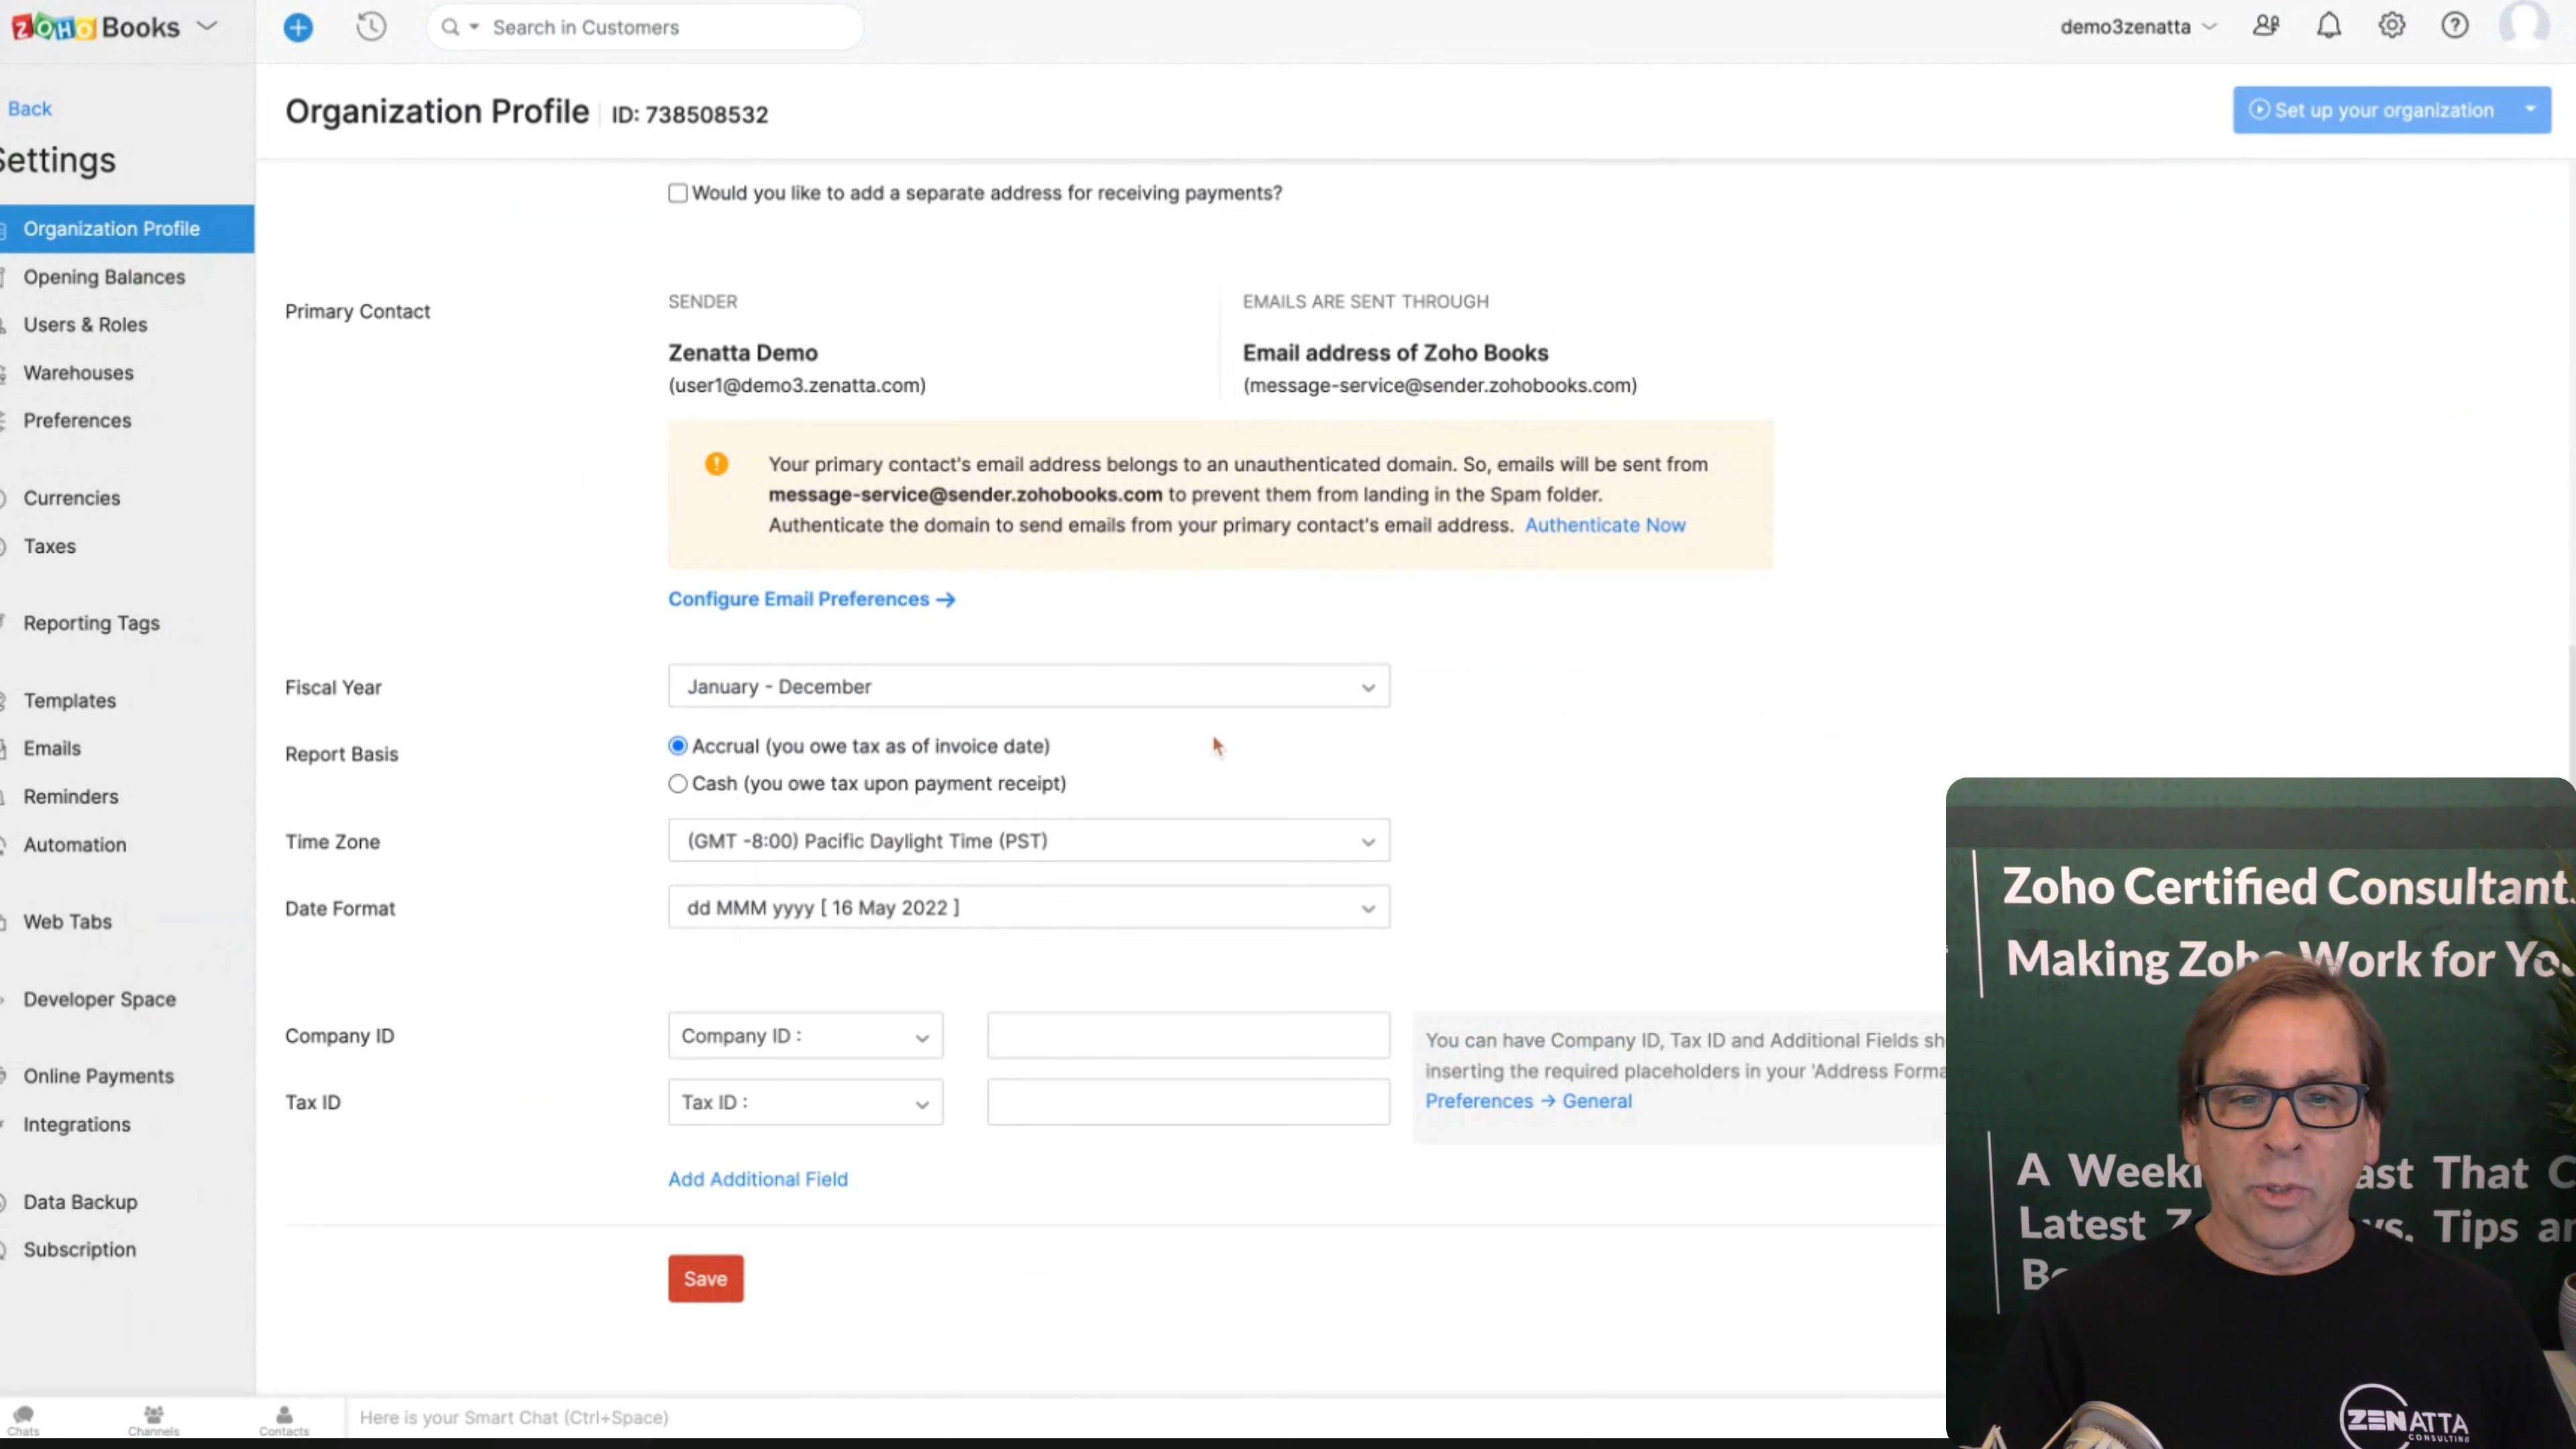 ZOHO Books
Search in Customers
demo3zenatta
Back
Settings
Organization Profile
Opening Balances
Users & Roles
Warehouses
Preferences
Currencies
Taxes
Reporting Tags
Templates
Emails
Reminders
Automation
Web Tabs
Developer Space
Online Payments
Integrations
Data Backup
Subscription
Organization Profile ID: 738508532
Set up your organization
Would you like to add a separate address for receiving payments?
Primary Contact
SENDER
Zenatta Demo
(user1@demo3.zenatta.com)
EMAILS ARE SENT THROUGH
Email address of Zoho Books
(message-service@sender.zohobooks.com)
Your primary contact's email address belongs to an unauthenticated domain. So, emails will be sent from
message-service@sender.zohobooks.com to prevent them from landing in the Spam folder.
Authenticate the domain to send emails from your primary contact's email address. Authenticate Now
Configure Email Preferences →
Fiscal Year
January - December
Report Basis
Accrual (you owe tax as of invoice date)
Cash (you owe tax upon payment receipt)
Time Zone
(GMT -8:00) Pacific Daylight Time (PST)
Date Format
dd MMM yyyy [ 16 May 2022 ]
Company ID
Company ID :
Tax ID
Tax ID :
You can have Company ID, Tax ID and Additional Fields sh
inserting the required placeholders in your 'Address Forma
Preferences → General
Add Additional Field
Save
Chats
Channels
Contacts
Here is your Smart Chat (Ctrl+Space)
Zoho Certified Consultant
Making Zoho Work for Yo
A Weekl ast That C
Latest Z ws, Tips an
Be
ZENATTA
CONSULTING